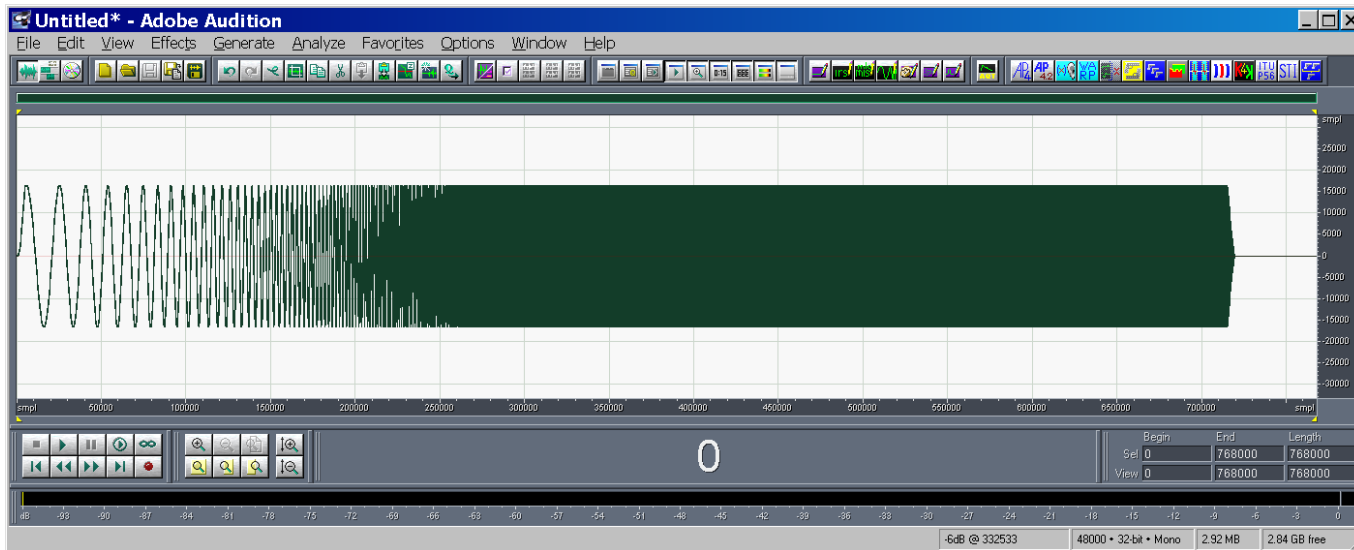 Untitled* - Adobe Audition
File Edit View Effects Generate Analyze Favorites Options Window Help
smpl
25000
20000
15000
10000
5000
0
-5000
-10000
-15000
-20000
-25000
-30000
smpl 50000 100000 150000 200000 250000 300000 350000 400000 450000 500000 550000 600000 650000 700000 smpl
0
Begin End Length
Sel 0 768000 768000
View 0 768000 768000
dB -93 -90 -87 -84 -81 -78 -75 -72 -69 -66 -63 -60 -57 -54 -51 -48 -45 -42 -39 -36 -33 -30 -27 -24 -21 -18 -15 -12 -9 -6 -3 0
-6dB @ 332533 48000 • 32-bit • Mono 2.92 MB 2.84 GB free